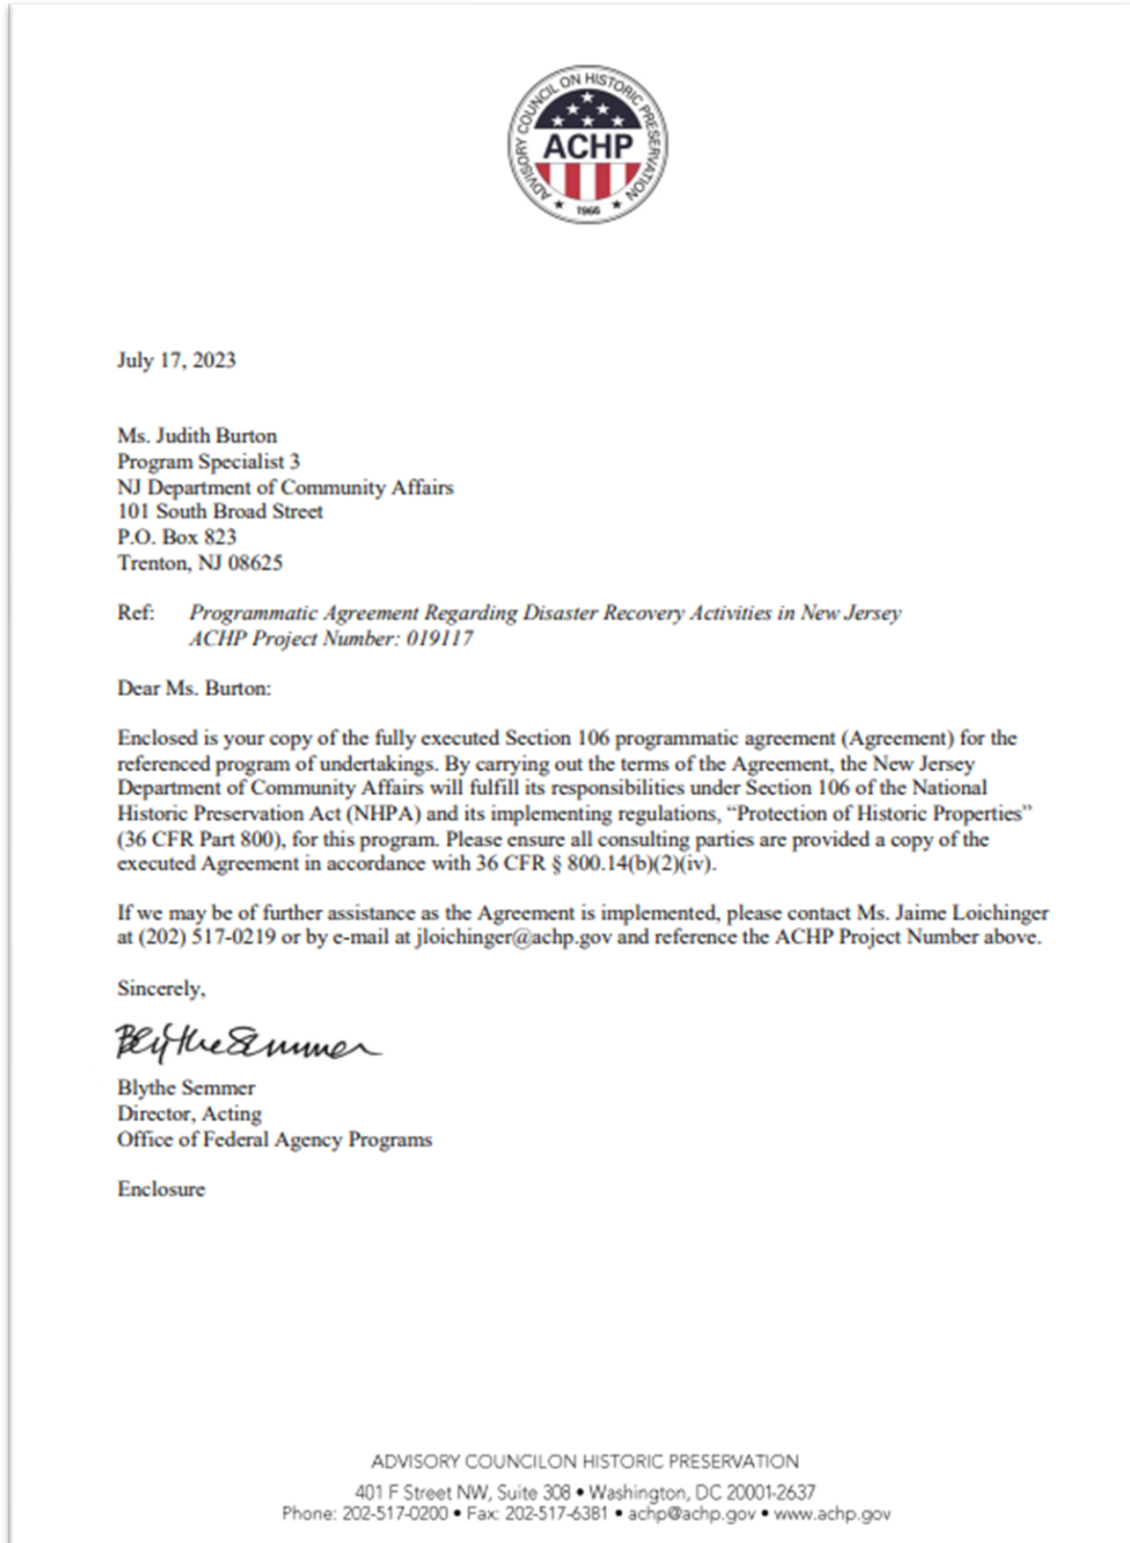 ADVISORY COUNCIL ON HISTORIC PRESERVATION
ACHP
1966
July 17, 2023
Ms. Judith Burton
Program Specialist 3
NJ Department of Community Affairs
101 South Broad Street
P.O. Box 823
Trenton, NJ 08625
Ref: Programmatic Agreement Regarding Disaster Recovery Activities in New Jersey
ACHP Project Number: 019117
Dear Ms. Burton:
Enclosed is your copy of the fully executed Section 106 programmatic agreement (Agreement) for the
referenced program of undertakings. By carrying out the terms of the Agreement, the New Jersey
Department of Community Affairs will fulfill its responsibilities under Section 106 of the National
Historic Preservation Act (NHPA) and its implementing regulations, “Protection of Historic Properties”
(36 CFR Part 800), for this program. Please ensure all consulting parties are provided a copy of the
executed Agreement in accordance with 36 CFR § 800.14(b)(2)(iv).
If we may be of further assistance as the Agreement is implemented, please contact Ms. Jaime Loichinger
at (202) 517-0219 or by e-mail at jloichinger@achp.gov and reference the ACHP Project Number above.
Sincerely,
Blythe Semmer
Blythe Semmer
Director, Acting
Office of Federal Agency Programs
Enclosure
ADVISORY COUNCILON HISTORIC PRESERVATION
401 F Street NW, Suite 308 • Washington, DC 20001-2637
Phone: 202-517-0200 • Fax: 202-517-6381 • achp@achp.gov • www.achp.gov